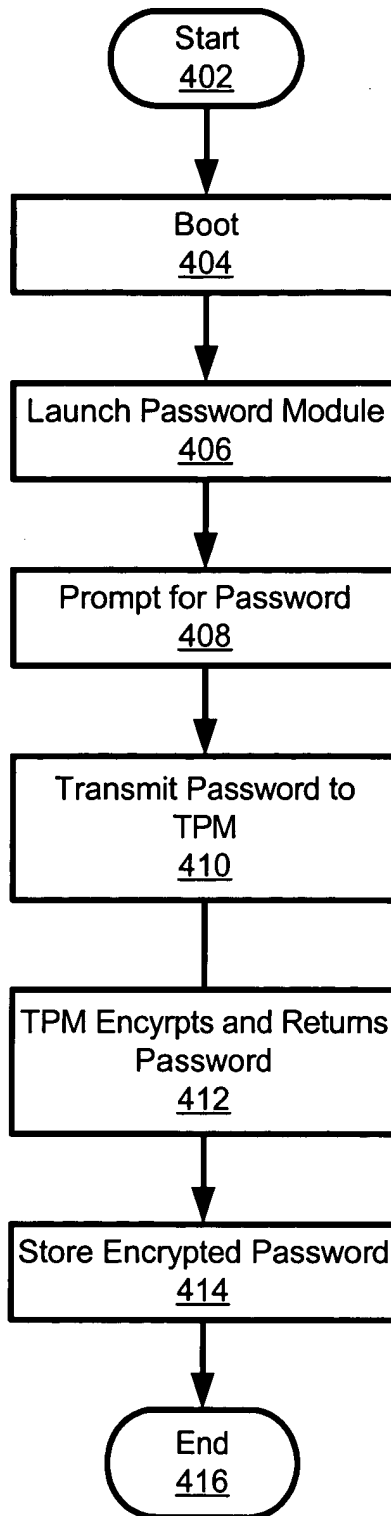 Start
402
Boot
404
Launch Password Module
406
Prompt for Password
408
Transmit Password to
TPM
410
TPM Encyrpts and Returns
Password
412
Store Encrypted Password
414
End
416